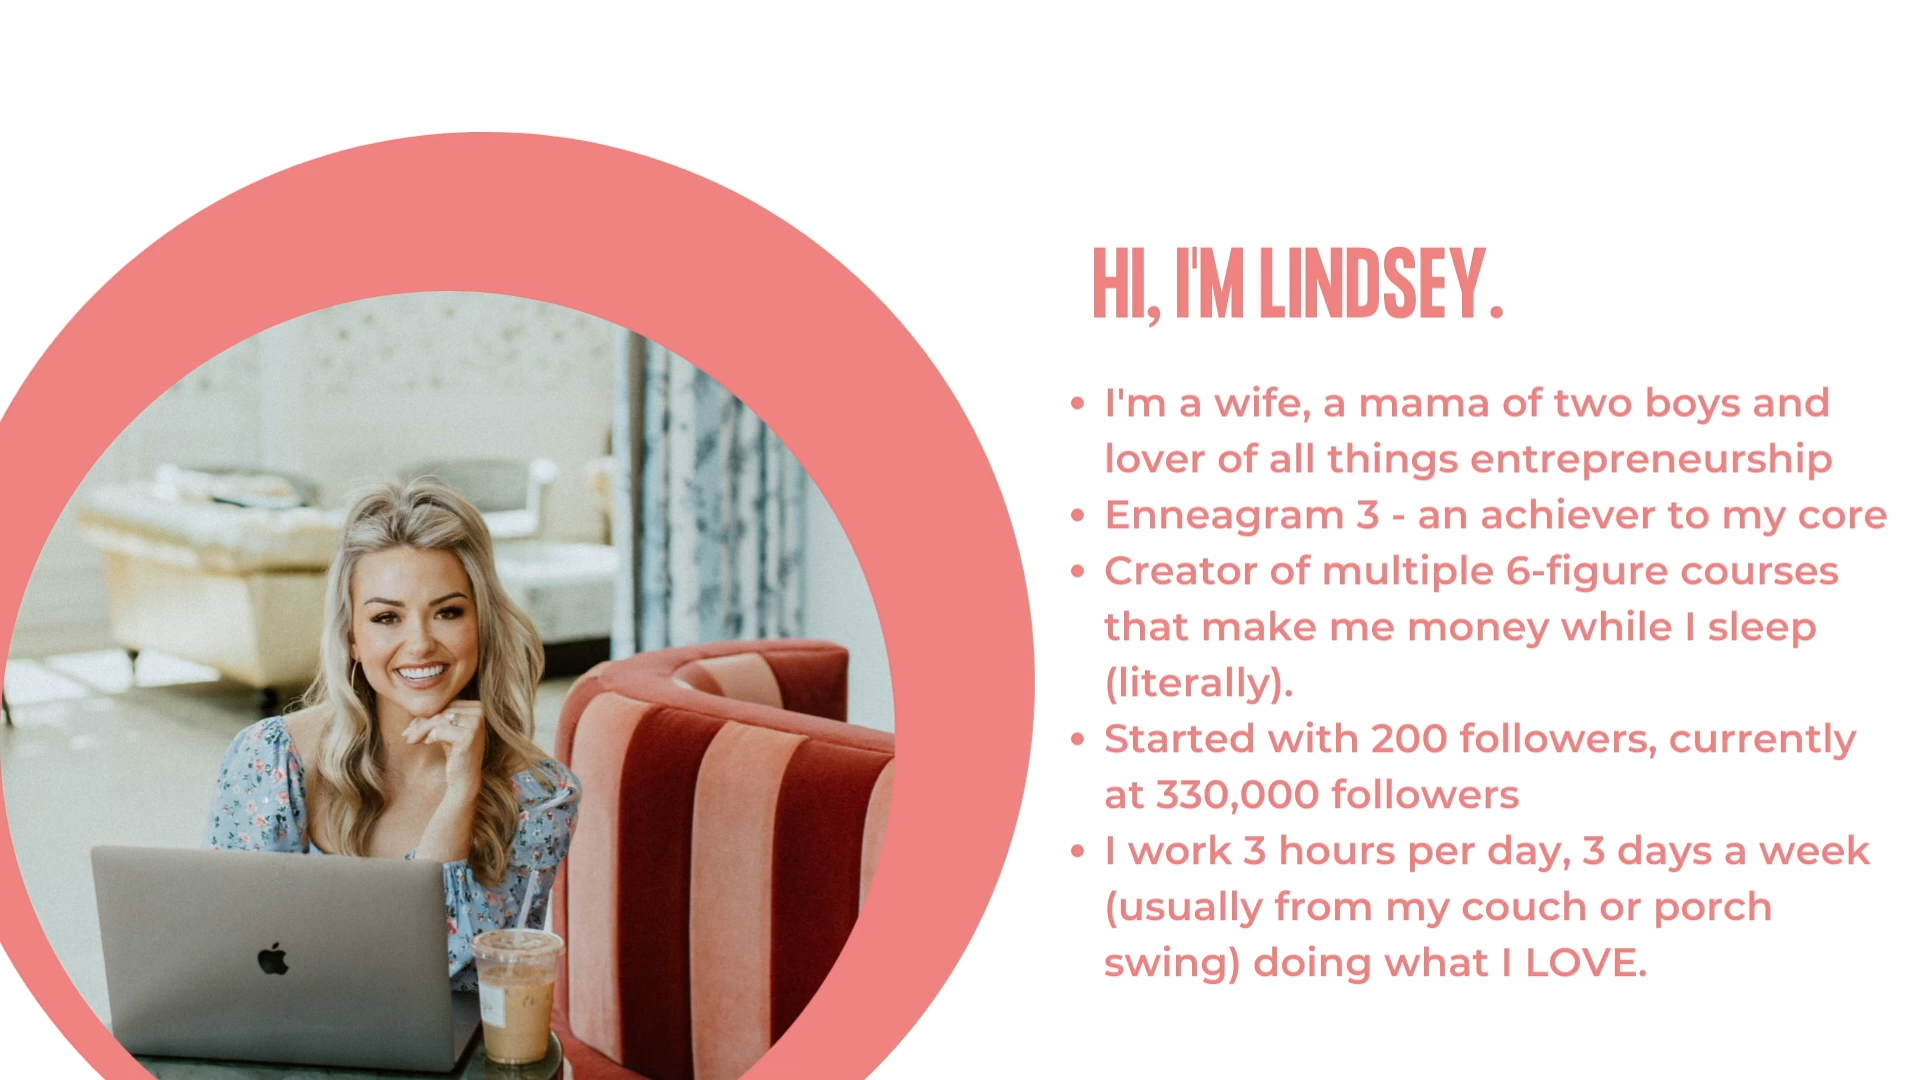 HI, I'M LINDSEY.
• I'm a wife, a mama of two boys and
lover of all things entrepreneurship
• Enneagram 3 - an achiever to my core
• Creator of multiple 6-figure courses
that make me money while I sleep
(literally).
• Started with 200 followers, currently
at 330,000 followers
• I work 3 hours per day, 3 days a week
(usually from my couch or porch
swing) doing what I LOVE.